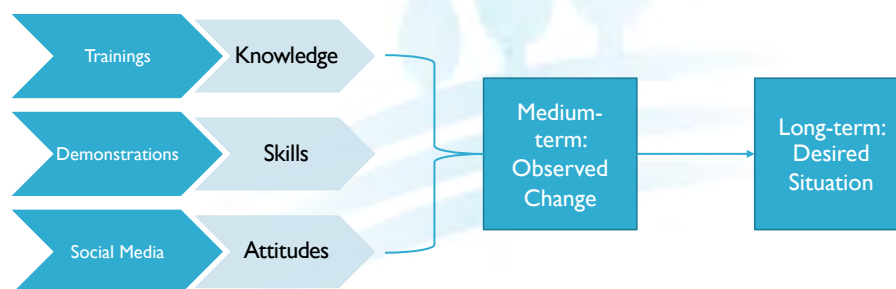 Trainings
Knowledge
Demonstrations
Skills
Social Media
Attitudes
Medium-
term:
Observed
Change
Long-term:
Desired
Situation